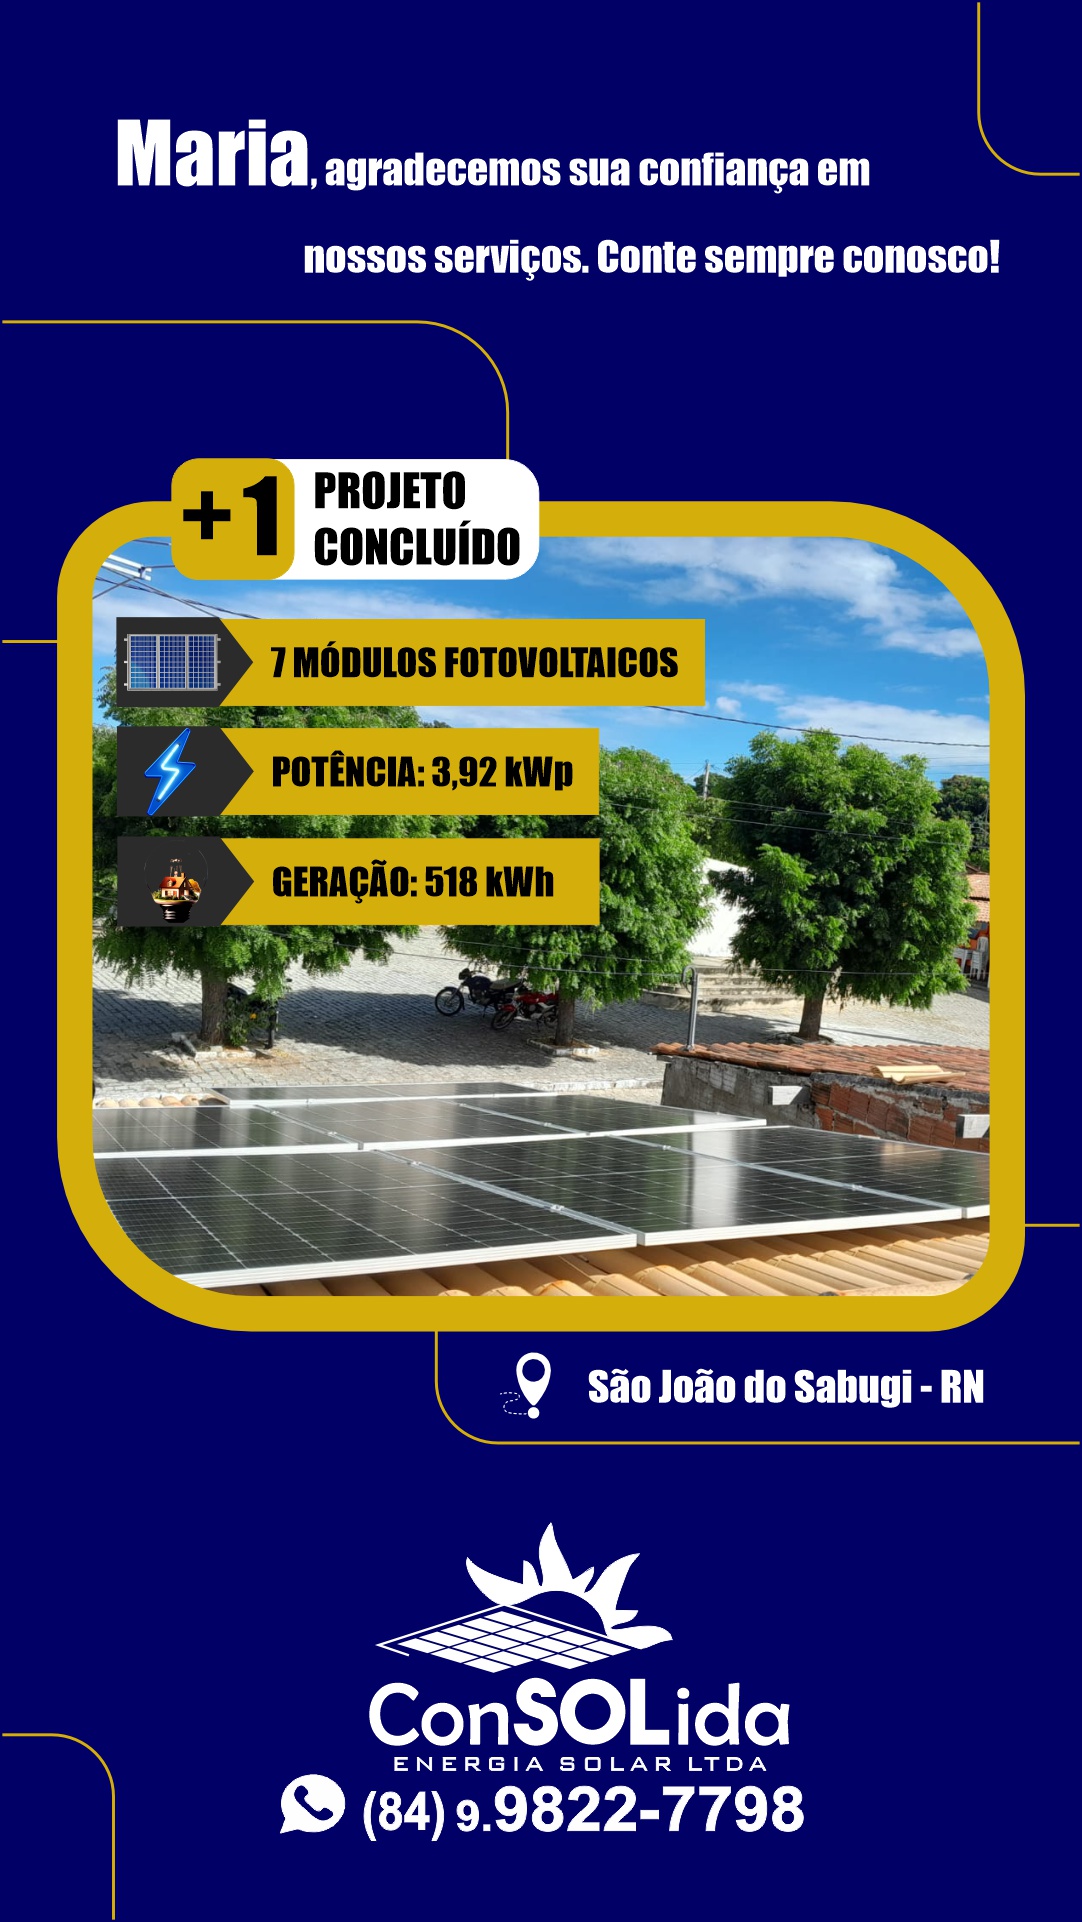 Maria, agradecemos sua confiança em
nossos serviços. Conte sempre conosco!
+1
PROJETO
CONCLUÍDO
7 MÓDULOS FOTOVOLTAICOS
POTÊNCIA: 3,92 kWp
GERAÇÃO: 518 kWh
São João do Sabugi - RN
ConSOLida
ENERGIA SOLAR LTDA
(84) 9.9822-7798